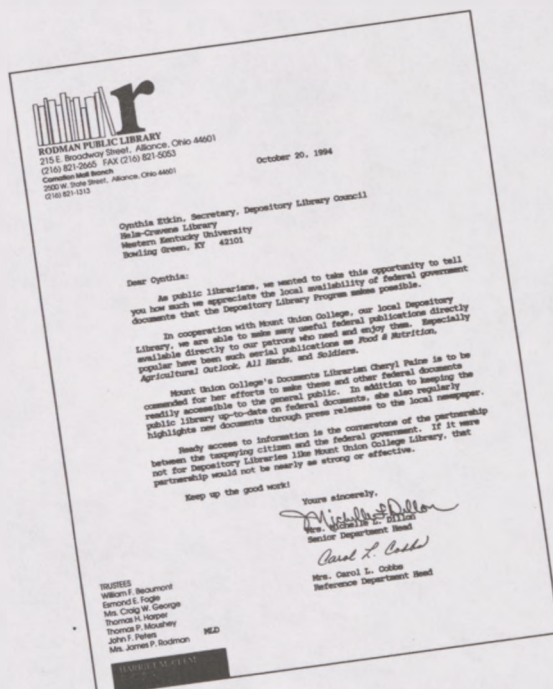 r
RODMAN PUBLIC LIBRARY
215 E. Broadway Street, Alliance, Ohio 44601
(216) 821-2665 FAX (216) 821-5053
Carnation Mall Branch
2500 W. State Street, Alliance, Ohio 44601
(216) 821-1313
October 20, 1994
Cynthia Etkin, Secretary, Depository Library Council
Helm-Cravens Library
Western Kentucky University
Bowling Green, KY 42101
Dear Cynthia:
As public librarians, we wanted to take this opportunity to tell
you how much we appreciate the local availability of federal government
documents that the Depository Library Program makes possible.
In cooperation with Mount Union College, our local Depository
Library, we are able to make many useful federal publications directly
available directly to our patrons who need and enjoy them. Especially
popular have been such serial publications as Food & Nutrition,
Agricultural Outlook, All Hands, and Soldiers.
Mount Union College's Documents Librarian Cheryl Paine is to be
commended for her efforts to make these and other federal documents
readily accessible to the general public. In addition to keeping the
public library up-to-date on federal documents, she also regularly
highlights new documents through press releases to the local newspaper.
Ready access to information is the cornerstone of the partnership
between the taxpaying citizen and the federal government. If it were
not for Depository Libraries like Mount Union College Library, that
partnership would not be nearly as strong or effective.
Keep up the good work!
Yours sincerely,
Michelle L. Dillon
Mrs. Michelle L. Dillon
Senior Department Head
Carol L. Cobbs
Mrs. Carol L. Cobbe
Reference Department Head
TRUSTEES
William F. Beaumont
Esmond E. Fogle
Mrs. Craig W. George
Thomas H. Harper
Thomas P. Moushey
John F. Peters
Mrs. James P. Rodman
MLD